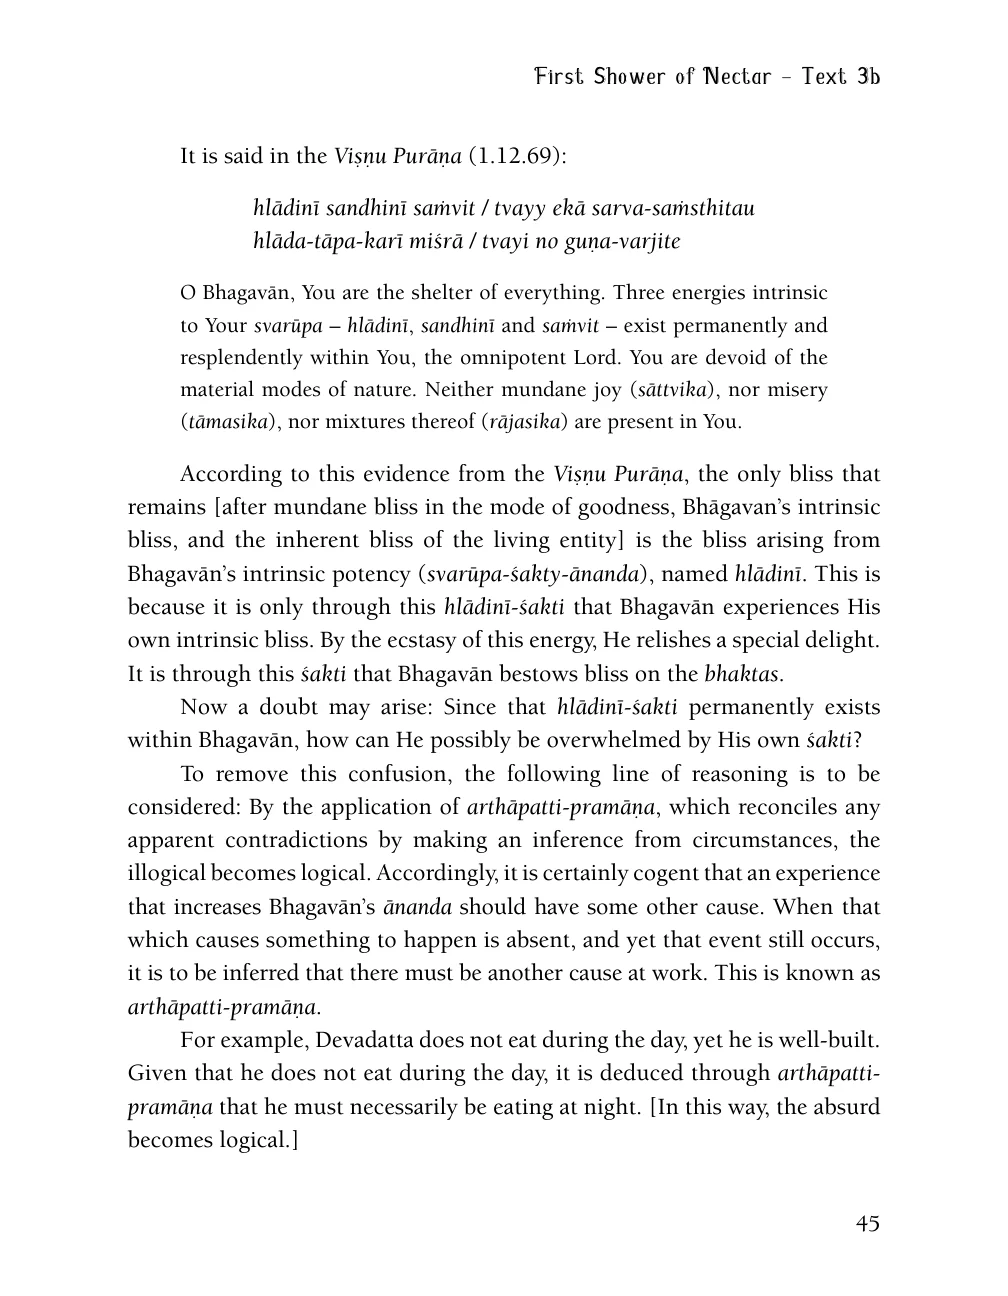 First Shower of Nectar – Text 3b
It is said in the Viṣṇu Purāṇa (1.12.69):
hlādinī sandhinī saṁvit / tvayy ekā sarva-saṁsthitau
hlāda-tāpa-karī miśrā / tvayi no guṇa-varjite
O Bhagavān, You are the shelter of everything. Three energies intrinsic
to Your svarūpa – hlādinī, sandhinī and saṁvit – exist permanently and
resplendently within You, the omnipotent Lord. You are devoid of the
material modes of nature. Neither mundane joy (sāttvika), nor misery
(tāmasika), nor mixtures thereof (rājasika) are present in You.
According to this evidence from the Viṣṇu Purāṇa, the only bliss that
remains [after mundane bliss in the mode of goodness, Bhāgavan’s intrinsic
bliss, and the inherent bliss of the living entity] is the bliss arising from
Bhagavān’s intrinsic potency (svarūpa-śakty-ānanda), named hlādinī. This is
because it is only through this hlādinī-śakti that Bhagavān experiences His
own intrinsic bliss. By the ecstasy of this energy, He relishes a special delight.
It is through this śakti that Bhagavān bestows bliss on the bhaktas.
Now a doubt may arise: Since that hlādinī-śakti permanently exists
within Bhagavān, how can He possibly be overwhelmed by His own śakti?
To remove this confusion, the following line of reasoning is to be
considered: By the application of arthāpatti-pramāṇa, which reconciles any
apparent contradictions by making an inference from circumstances, the
illogical becomes logical. Accordingly, it is certainly cogent that an experience
that increases Bhagavān’s ānanda should have some other cause. When that
which causes something to happen is absent, and yet that event still occurs,
it is to be inferred that there must be another cause at work. This is known as
arthāpatti-pramāṇa.
For example, Devadatta does not eat during the day, yet he is well-built.
Given that he does not eat during the day, it is deduced through arthāpatti-
pramāṇa that he must necessarily be eating at night. [In this way, the absurd
becomes logical.]
45